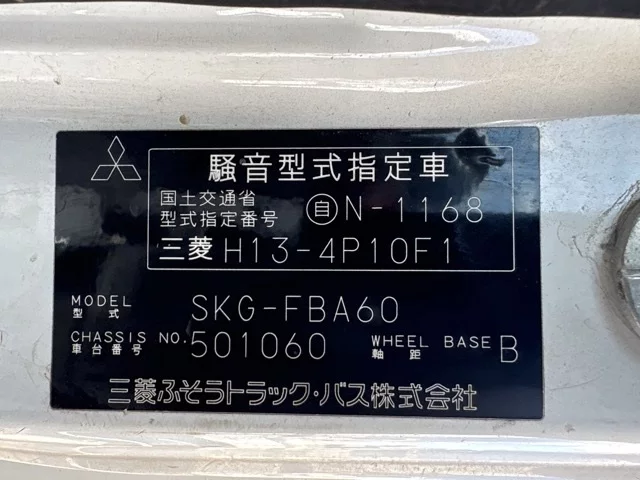 騒音型式指定車
国土交通省
型式指定番号 自N-1168
三菱 H13-4P10F1
MODEL 型式 SKG-FBA60
CHASSIS NO. 車台番号 501060 WHEEL BASE 軸距 B
三菱ふそうトラック・バス株式会社